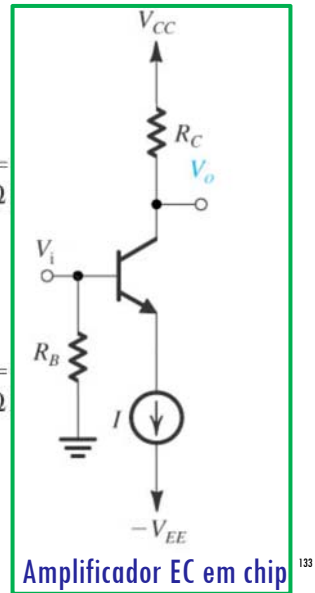 V_CC
R_C
V_o
V_i
R_B
I
−V_EE
Amplificador EC em chip
133